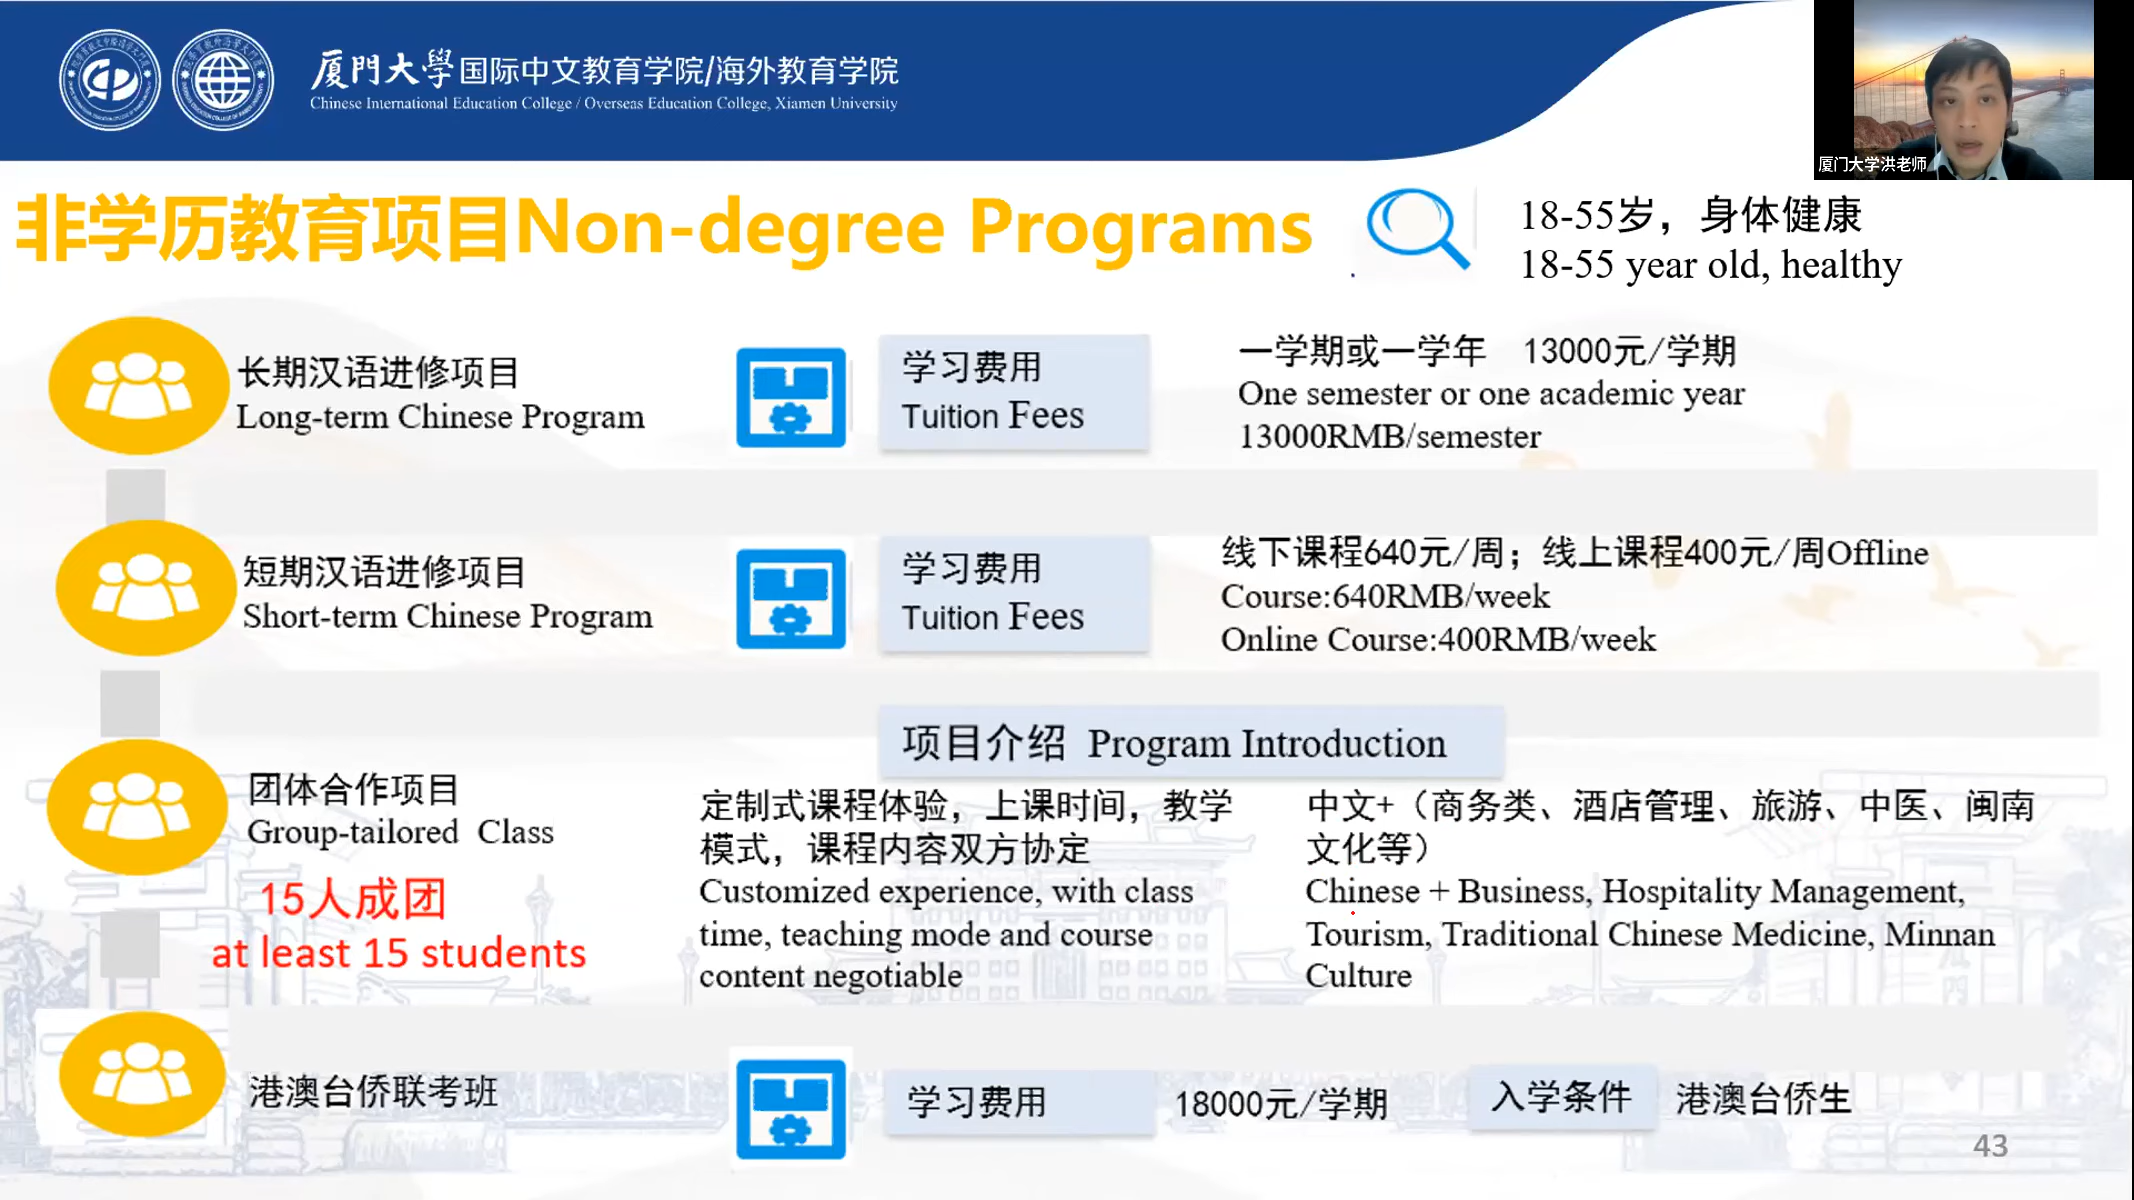 厦門大學国际中文教育学院/海外教育学院
Chinese International Education College / Overseas Education College, Xiamen University
厦门大学洪老师
非学历教育项目Non-degree Programs
18-55岁，身体健康
18-55 year old, healthy
长期汉语进修项目
Long-term Chinese Program
学习费用
Tuition Fees
一学期或一学年 13000元/学期
One semester or one academic year
13000RMB/semester
短期汉语进修项目
Short-term Chinese Program
学习费用
Tuition Fees
线下课程640元/周；线上课程400元/周Offline
Course:640RMB/week
Online Course:400RMB/week
项目介绍 Program Introduction
团体合作项目
Group-tailored Class
15人成团
at least 15 students
定制式课程体验，上课时间，教学
模式，课程内容双方协定
Customized experience, with class
time, teaching mode and course
content negotiable
中文+（商务类、酒店管理、旅游、中医、闽南
文化等）
Chinese + Business, Hospitality Management,
Tourism, Traditional Chinese Medicine, Minnan
Culture
港澳台侨联考班
学习费用
18000元/学期
入学条件
港澳台侨生
43